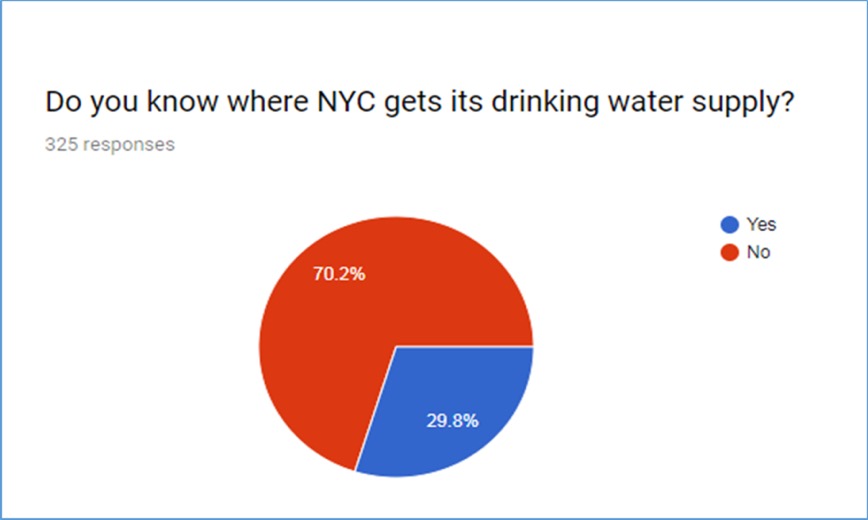 Do you know where NYC gets its drinking water supply?
325 responses
Yes
No
70.2%
29.8%